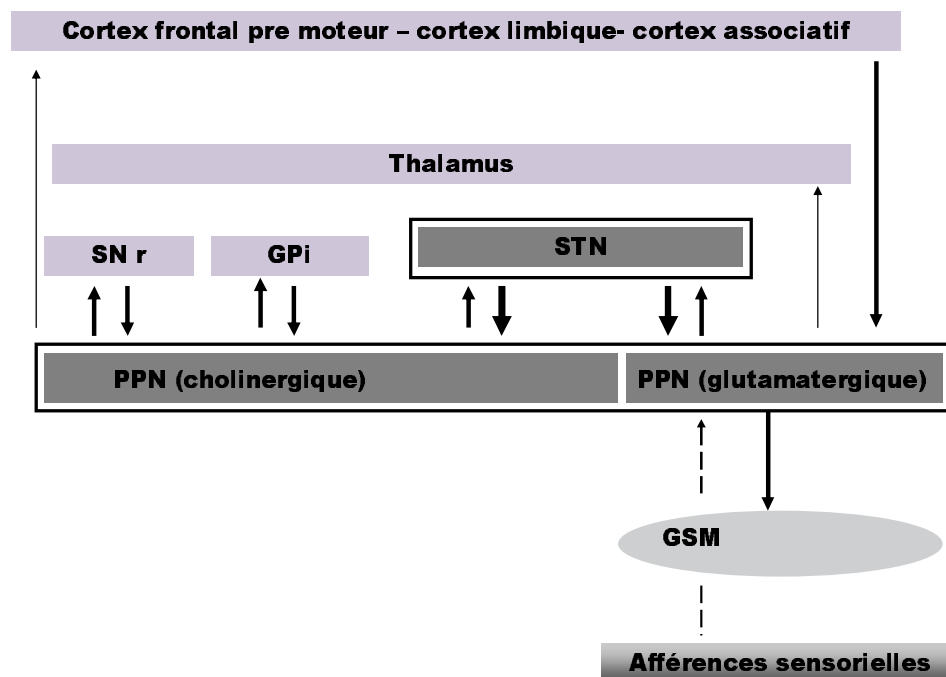 Cortex frontal pre moteur – cortex limbique- cortex associatif
Thalamus
SN r
GPi
STN
PPN (cholinergique)
PPN (glutamatergique)
GSM
Afférences sensorielles